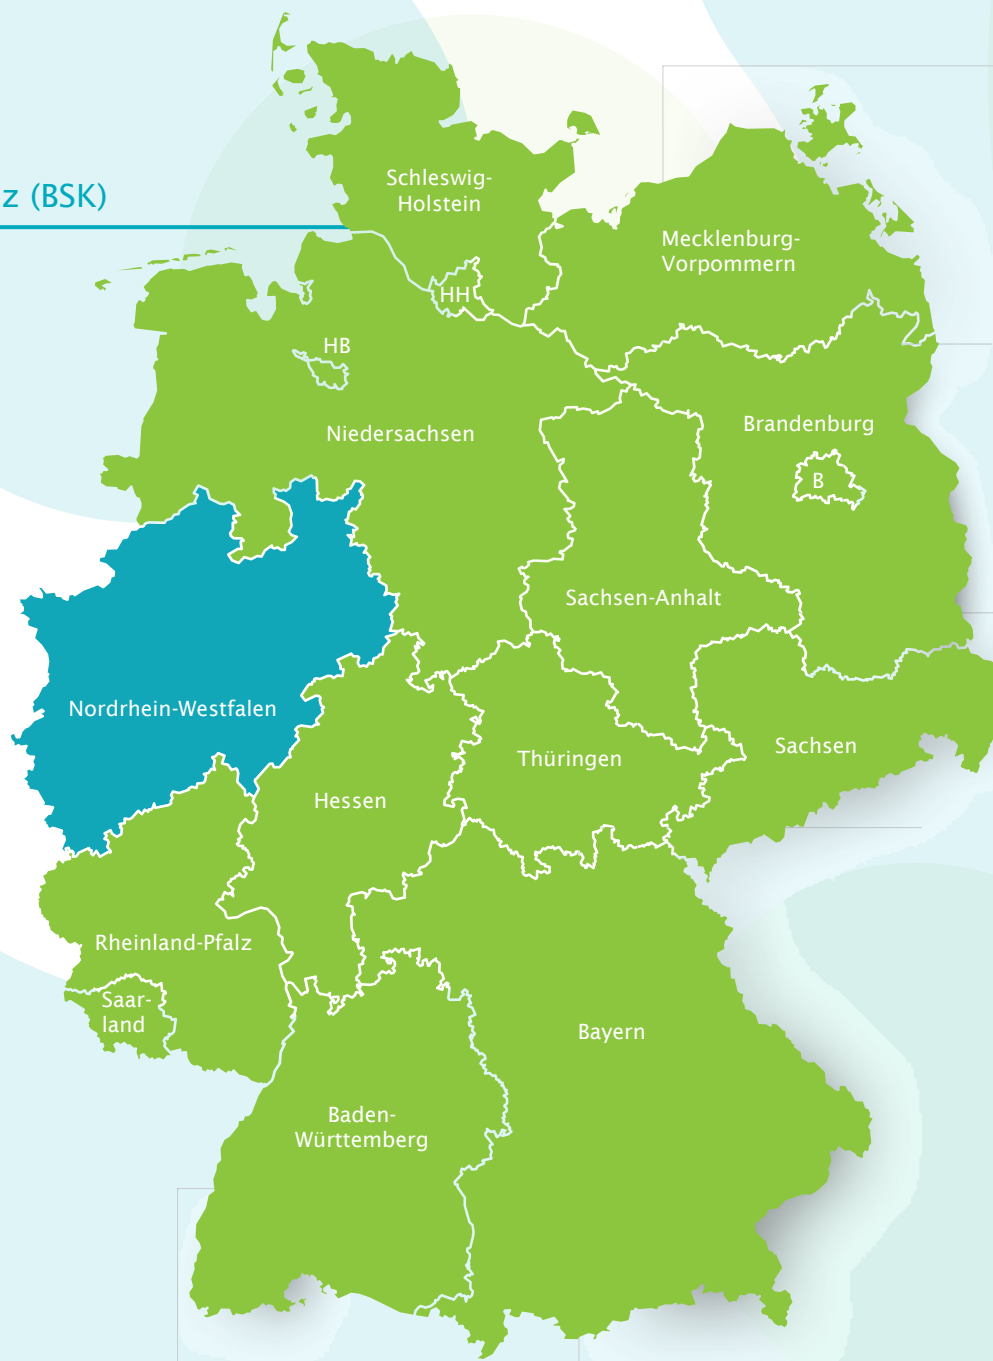 z (BSK)
Schleswig-
Holstein
Mecklenburg-
Vorpommern
HH
HB
Niedersachsen
Brandenburg
B
Sachsen-Anhalt
Nordrhein-Westfalen
Thüringen
Sachsen
Hessen
Rheinland-Pfalz
Saar-
land
Bayern
Baden-
Württemberg